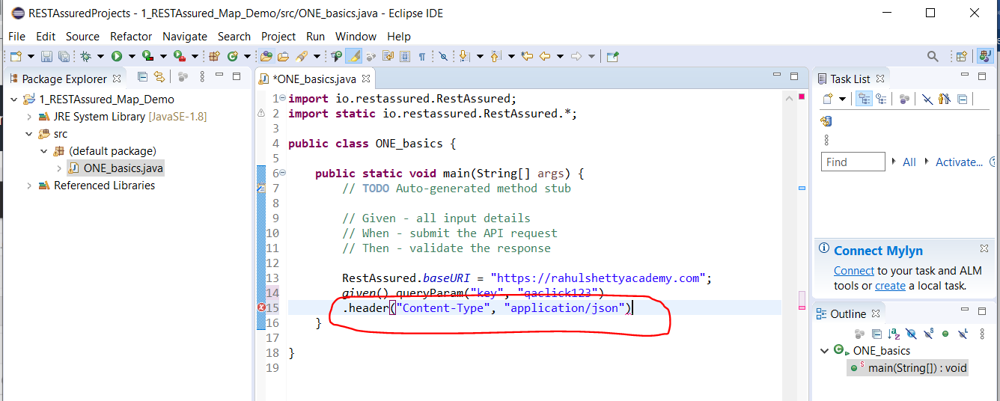 RESTAssuredProjects - 1_RESTAssured_Map_Demo/src/ONE_basics.java - Eclipse IDE
File Edit Source Refactor Navigate Search Project Run Window Help
Package Explorer
1_RESTAssured_Map_Demo
JRE System Library [JavaSE-1.8]
src
(default package)
ONE_basics.java
Referenced Libraries
*ONE_basics.java
1 import io.restassured.RestAssured;
2 import static io.restassured.RestAssured.*;
3
4 public class ONE_basics {
5
6 public static void main(String[] args) {
7 // TODO Auto-generated method stub
8
9 // Given - all input details
10 // When - submit the API request
11 // Then - validate the response
12
13 RestAssured.baseURI = "https://rahulshettyacademy.com";
14 given().queryParam("key", "qaclick123")
15 .header("Content-Type", "application/json")
16 }
17
18 }
19
Task List
Find All Activate...
Connect Mylyn
Connect to your task and ALM
tools or create a local task.
Outline
ONE_basics
main(String[]) : void